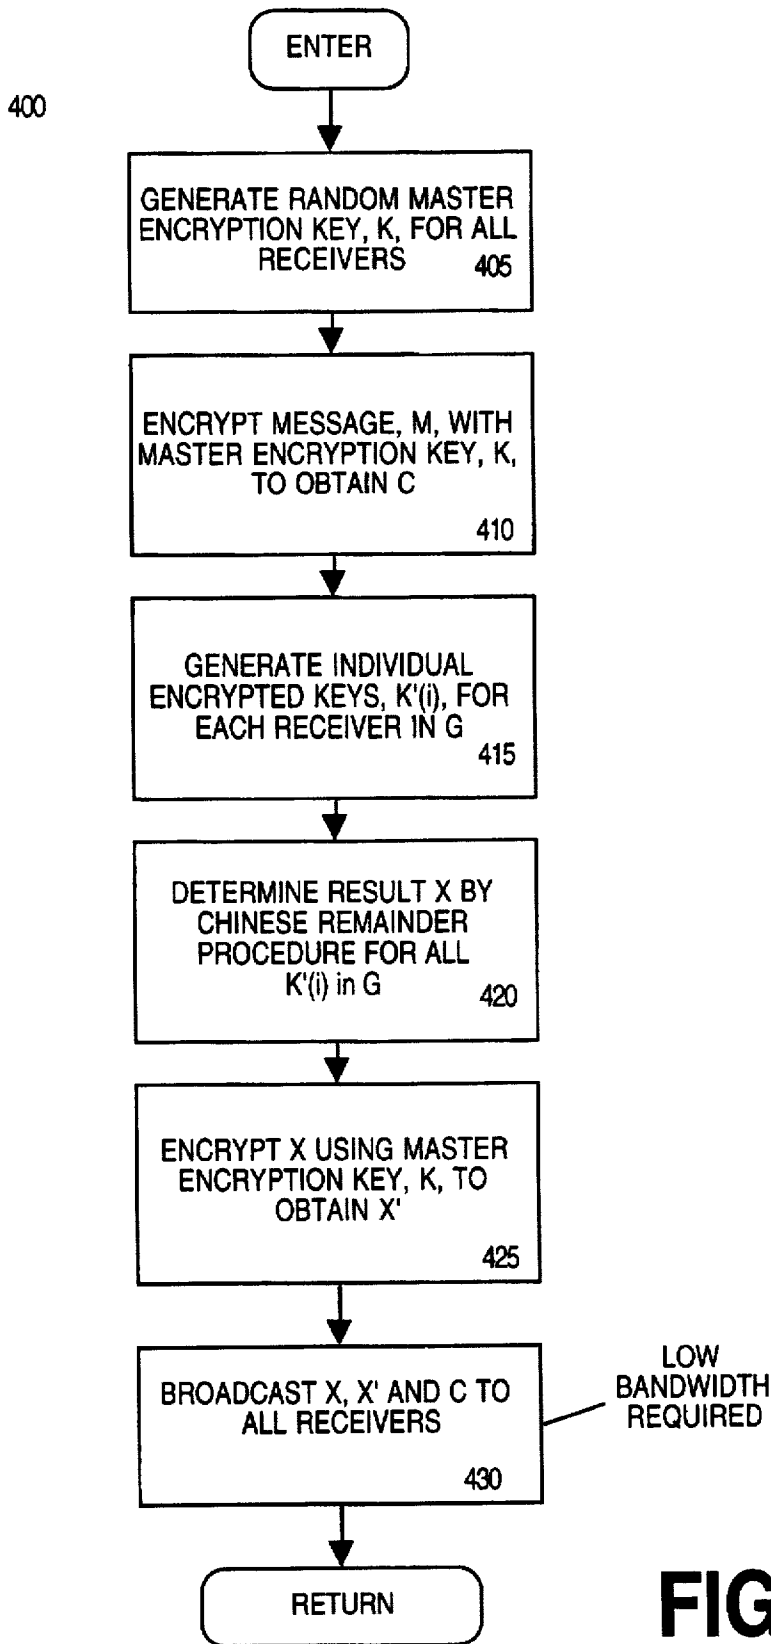 ENTER
400
GENERATE RANDOM MASTER
ENCRYPTION KEY, K, FOR ALL
RECEIVERS 405
ENCRYPT MESSAGE, M, WITH
MASTER ENCRYPTION KEY, K,
TO OBTAIN C
410
GENERATE INDIVIDUAL
ENCRYPTED KEYS, K'(i), FOR
EACH RECEIVER IN G
415
DETERMINE RESULT X BY
CHINESE REMAINDER
PROCEDURE FOR ALL
K'(i) in G 420
ENCRYPT X USING MASTER
ENCRYPTION KEY, K, TO
OBTAIN X'
425
BROADCAST X, X' AND C TO
ALL RECEIVERS
430
LOW
BANDWIDTH
REQUIRED
RETURN
FIG